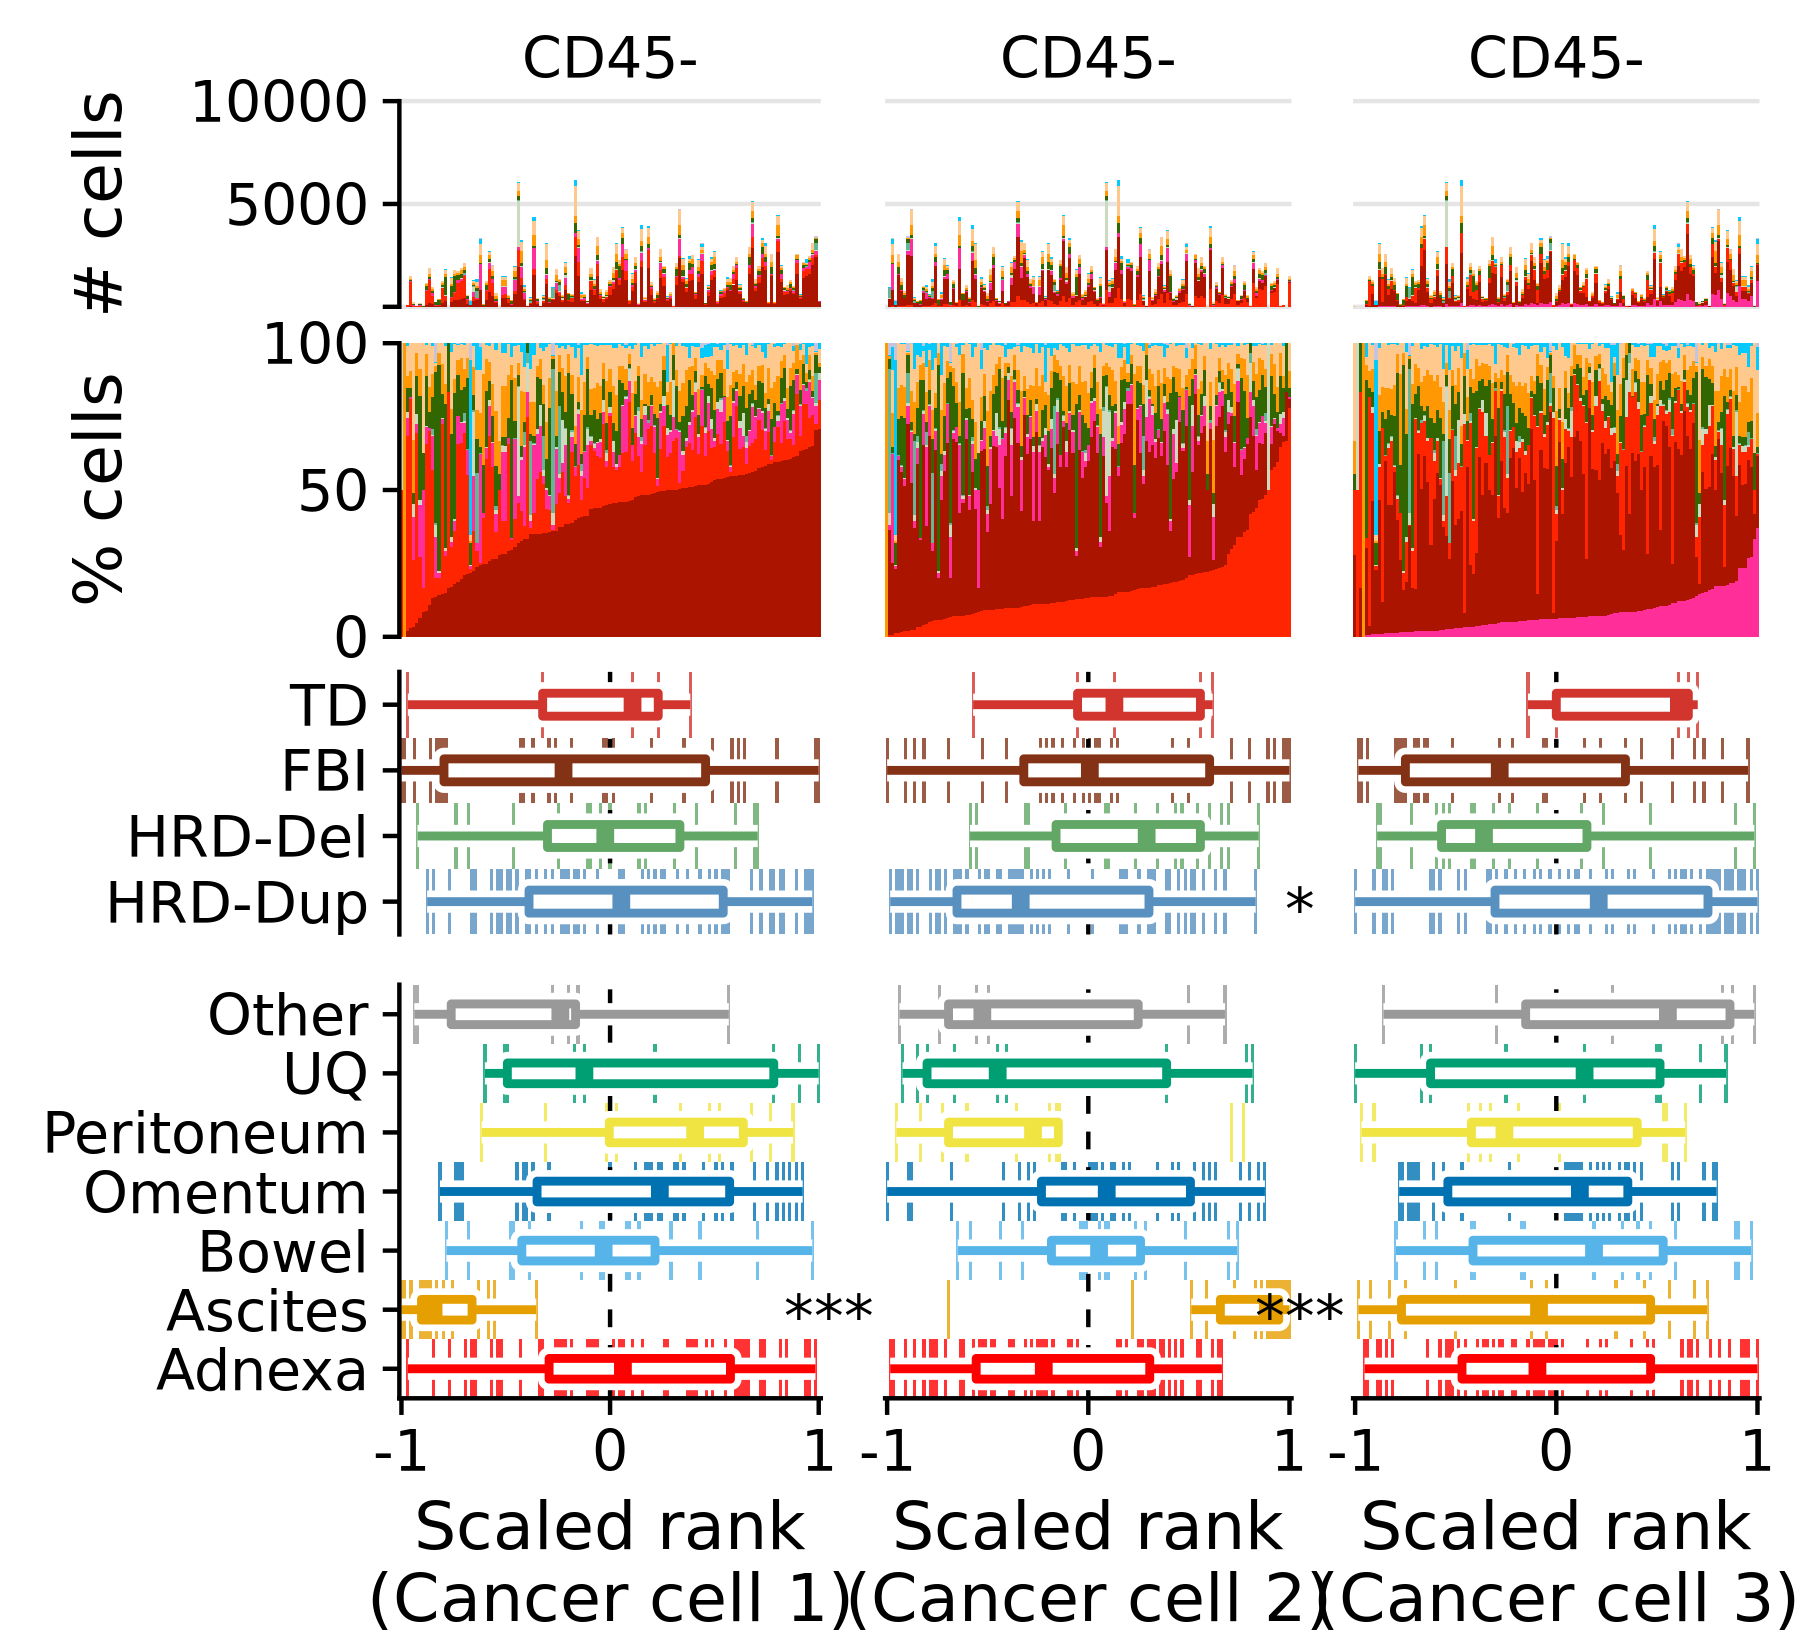 CD45- CD45- CD45-
# cells
10000
5000
% cells
100
50
0
TD
FBI
HRD-Del
HRD-Dup
*
Other
UQ
Peritoneum
Omentum
Bowel
Ascites
*** ***
Adnexa
-1 0 1 -1 0 1 -1 0 1
Scaled rank Scaled rank Scaled rank
(Cancer cell 1) (Cancer cell 2) (Cancer cell 3)